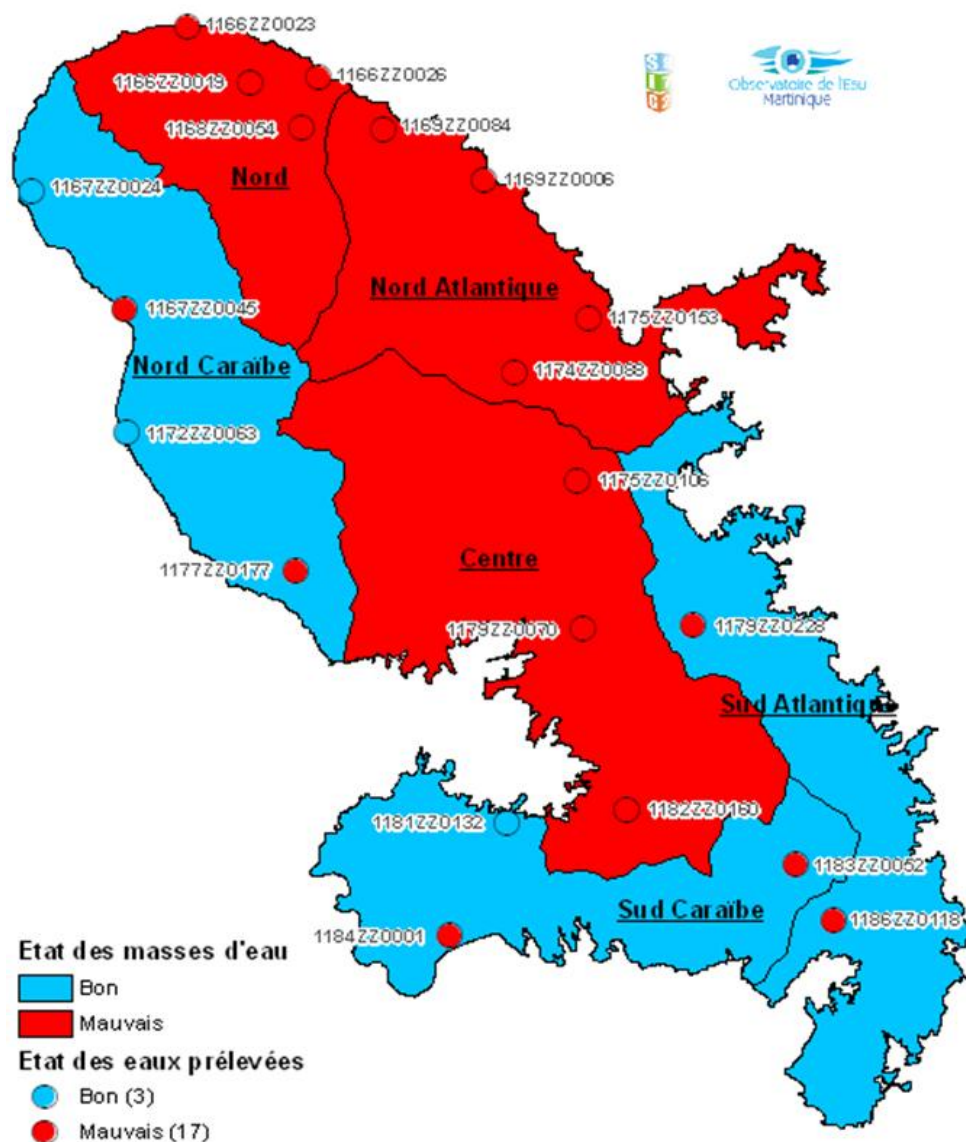 1166ZZ0023
1166ZZ0019
1166ZZ0026
1168ZZ0054
1169ZZ0084
Observatoire de l'Eau
Martinique
1167ZZ0024
Nord
1169ZZ0006
Nord Atlantique
1167ZZ0045
1175ZZ0153
Nord Caraïbe
1174ZZ0088
1172ZZ0063
1175ZZ0106
Centre
1177ZZ0177
1179ZZ0070
1179ZZ0228
Sud Atlantique
1181ZZ0132
1182ZZ0160
1183ZZ0052
Sud Caraïbe
1186ZZ0118
1184ZZ0001
Etat des masses d'eau
Bon
Mauvais
Etat des eaux prélevées
Bon (3)
Mauvais (17)